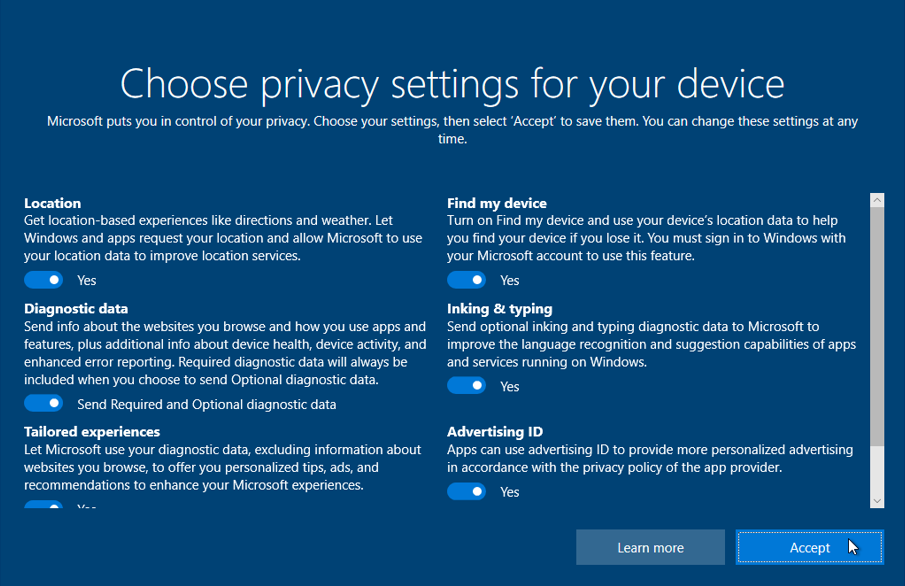 Choose privacy settings for your device
Microsoft puts you in control of your privacy. Choose your settings, then select ‘Accept’ to save them. You can change these settings at any
time.
Location
Get location-based experiences like directions and weather. Let
Windows and apps request your location and allow Microsoft to use
your location data to improve location services.
Yes
Diagnostic data
Send info about the websites you browse and how you use apps and
features, plus additional info about device health, device activity, and
enhanced error reporting. Required diagnostic data will always be
included when you choose to send Optional diagnostic data.
Send Required and Optional diagnostic data
Tailored experiences
Let Microsoft use your diagnostic data, excluding information about
websites you browse, to offer you personalized tips, ads, and
recommendations to enhance your Microsoft experiences.
Yes
Find my device
Turn on Find my device and use your device’s location data to help
you find your device if you lose it. You must sign in to Windows with
your Microsoft account to use this feature.
Yes
Inking & typing
Send optional inking and typing diagnostic data to Microsoft to
improve the language recognition and suggestion capabilities of apps
and services running on Windows.
Yes
Advertising ID
Apps can use advertising ID to provide more personalized advertising
in accordance with the privacy policy of the app provider.
Yes
Learn more
Accept